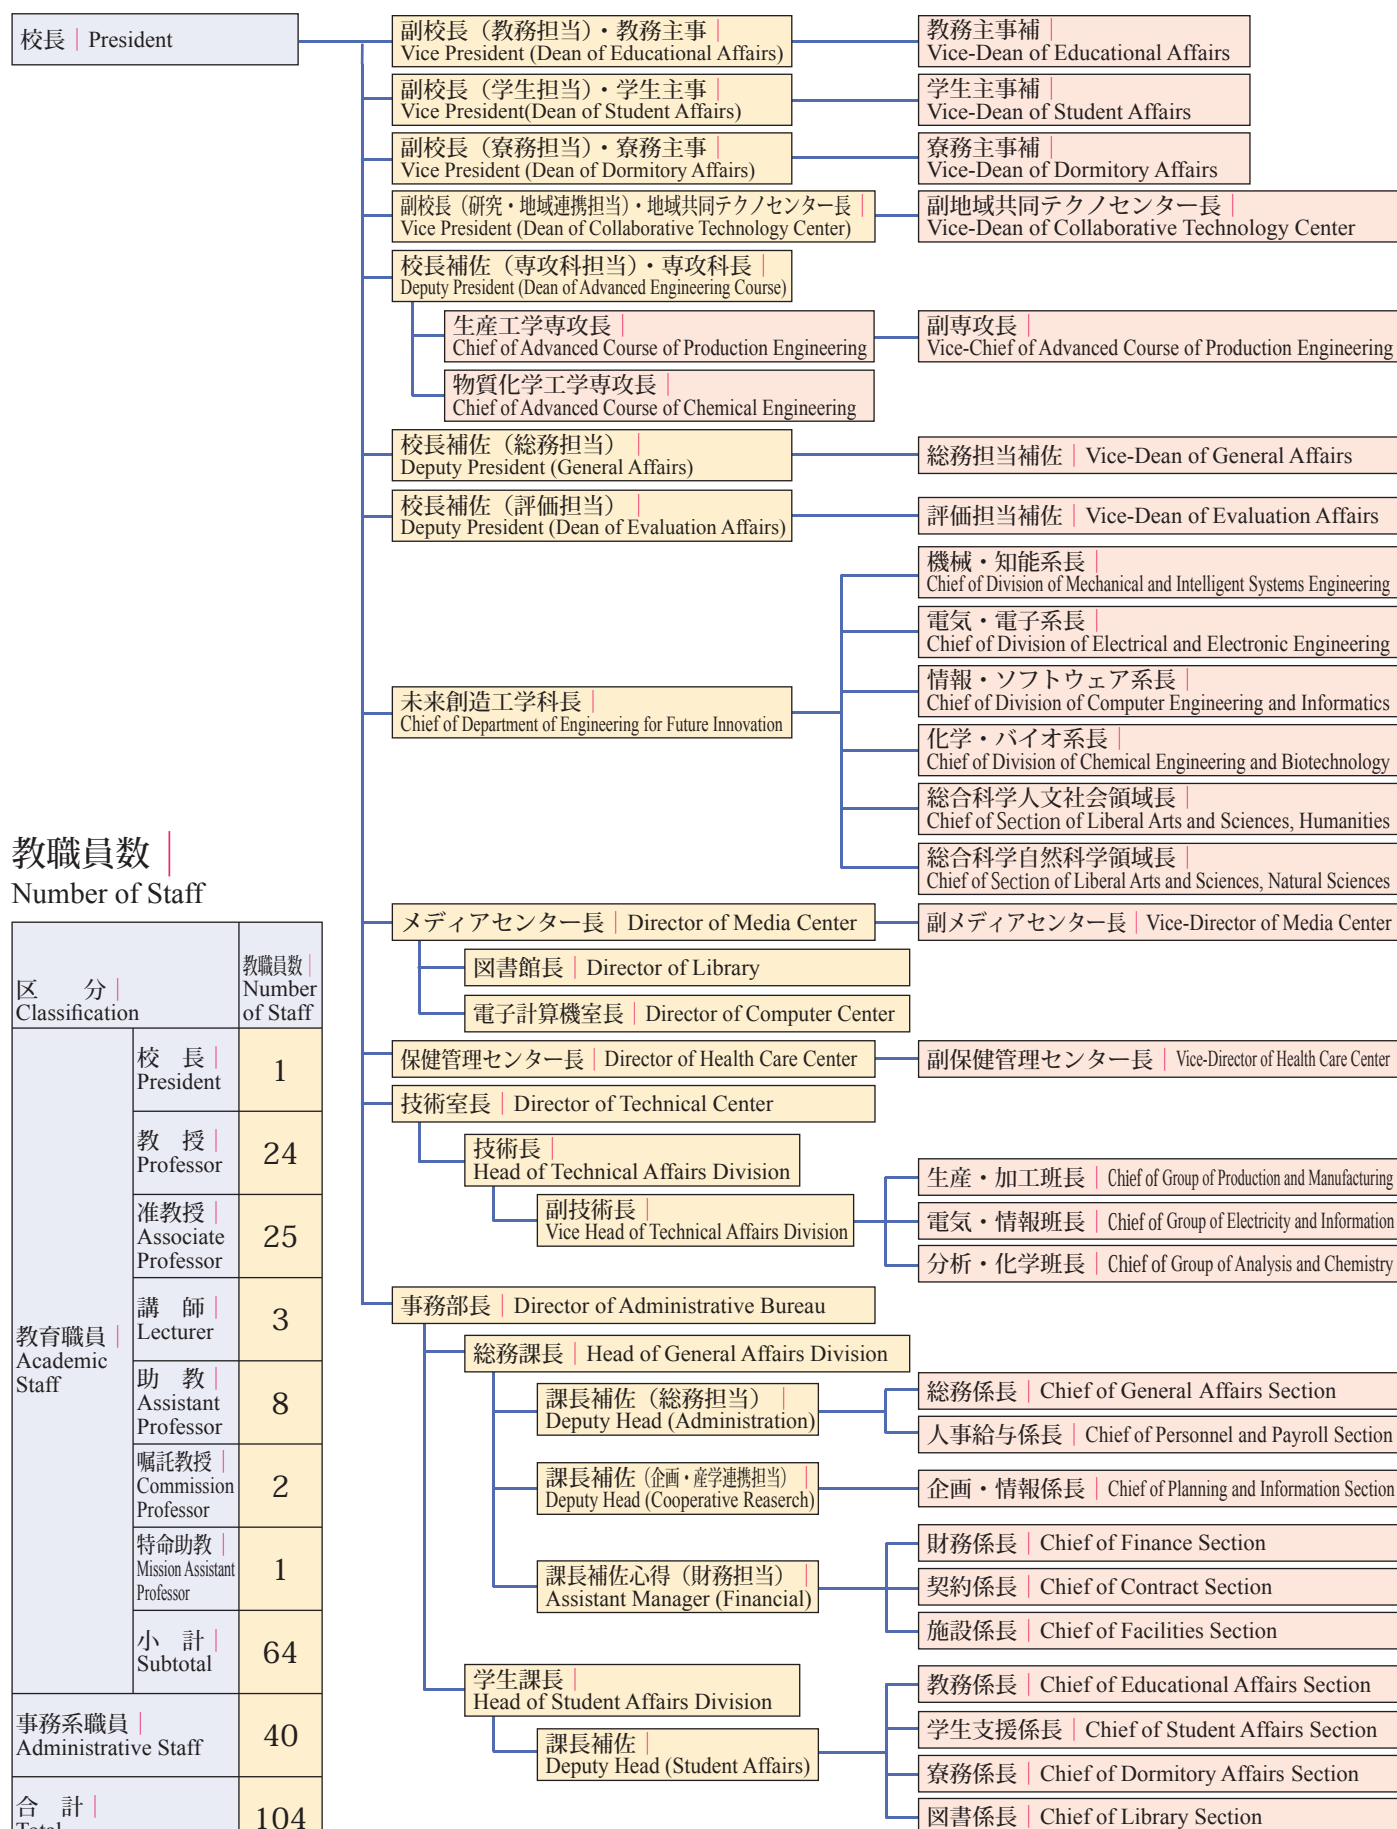 校長 | President
副校長（教務担当）・教務主事 |
Vice President (Dean of Educational Affairs)
教務主事補 |
Vice-Dean of Educational Affairs
副校長（学生担当）・学生主事 |
Vice President(Dean of Student Affairs)
学生主事補 |
Vice-Dean of Student Affairs
副校長（寮務担当）・寮務主事 |
Vice President (Dean of Dormitory Affairs)
寮務主事補 |
Vice-Dean of Dormitory Affairs
副校長（研究・地域連携担当）・地域共同テクノセンター長 |
Vice President (Dean of Collaborative Technology Center)
副地域共同テクノセンター長 |
Vice-Dean of Collaborative Technology Center
校長補佐（専攻科担当）・専攻科長 |
Deputy President (Dean of Advanced Engineering Course)
生産工学専攻長 |
Chief of Advanced Course of Production Engineering
副専攻長 |
Vice-Chief of Advanced Course of Production Engineering
物質化学工学専攻長 |
Chief of Advanced Course of Chemical Engineering
校長補佐（総務担当） |
Deputy President (General Affairs)
総務担当補佐 | Vice-Dean of General Affairs
校長補佐（評価担当） |
Deputy President (Dean of Evaluation Affairs)
評価担当補佐 | Vice-Dean of Evaluation Affairs
未来創造工学科長 |
Chief of Department of Engineering for Future Innovation
機械・知能系長 |
Chief of Division of Mechanical and Intelligent Systems Engineering
電気・電子系長 |
Chief of Division of Electrical and Electronic Engineering
情報・ソフトウェア系長 |
Chief of Division of Computer Engineering and Informatics
化学・バイオ系長 |
Chief of Division of Chemical Engineering and Biotechnology
総合科学人文社会領域長 |
Chief of Section of Liberal Arts and Sciences, Humanities
総合科学自然科学領域長 |
Chief of Section of Liberal Arts and Sciences, Natural Sciences
メディアセンター長 | Director of Media Center
副メディアセンター長 | Vice-Director of Media Center
図書館長 | Director of Library
電子計算機室長 | Director of Computer Center
保健管理センター長 | Director of Health Care Center
副保健管理センター長 | Vice-Director of Health Care Center
技術室長 | Director of Technical Center
技術長 |
Head of Technical Affairs Division
副技術長 |
Vice Head of Technical Affairs Division
生産・加工班長 | Chief of Group of Production and Manufacturing
電気・情報班長 | Chief of Group of Electricity and Information
分析・化学班長 | Chief of Group of Analysis and Chemistry
事務部長 | Director of Administrative Bureau
総務課長 | Head of General Affairs Division
課長補佐（総務担当） |
Deputy Head (Administration)
総務係長 | Chief of General Affairs Section
人事給与係長 | Chief of Personnel and Payroll Section
課長補佐（企画・産学連携担当） |
Deputy Head (Cooperative Reaserch)
企画・情報係長 | Chief of Planning and Information Section
課長補佐心得（財務担当） |
Assistant Manager (Financial)
財務係長 | Chief of Finance Section
契約係長 | Chief of Contract Section
施設係長 | Chief of Facilities Section
学生課長 |
Head of Student Affairs Division
課長補佐 |
Deputy Head (Student Affairs)
教務係長 | Chief of Educational Affairs Section
学生支援係長 | Chief of Student Affairs Section
寮務係長 | Chief of Dormitory Affairs Section
図書係長 | Chief of Library Section
教職員数 |
Number of Staff
区　分 |
Classification
教職員数 |
Number
of Staff
教育職員 |
Academic
Staff
校　長 |
President
1
教　授 |
Professor
24
准教授 |
Associate
Professor
25
講　師 |
Lecturer
3
助　教 |
Assistant
Professor
8
嘱託教授 |
Commission
Professor
2
特命助教 |
Mission Assistant
Professor
1
小　計 |
Subtotal
64
事務系職員 |
Administrative Staff
40
合　計 |
Total
104